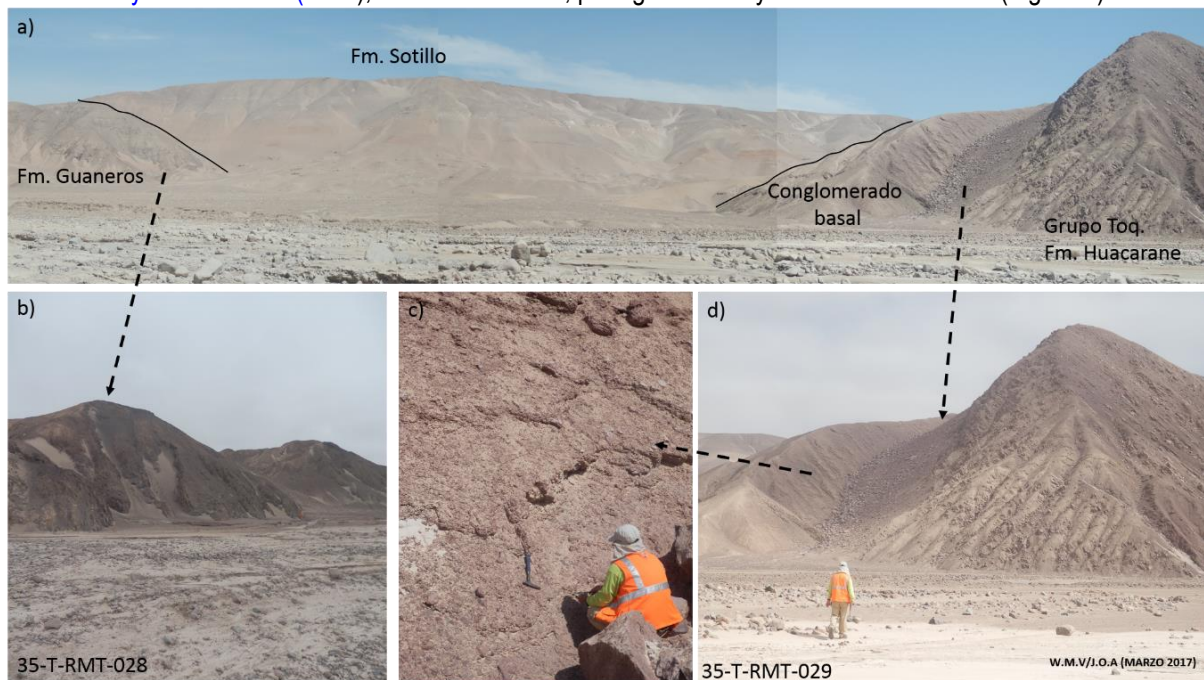 a)
Fm. Sotillo
Fm. Guaneros
Conglomerado
basal
Grupo Toq.
Fm. Huacarane
b)
c)
d)
35-T-RMT-028
35-T-RMT-029
W.M.V/J.O.A (MARZO 2017)